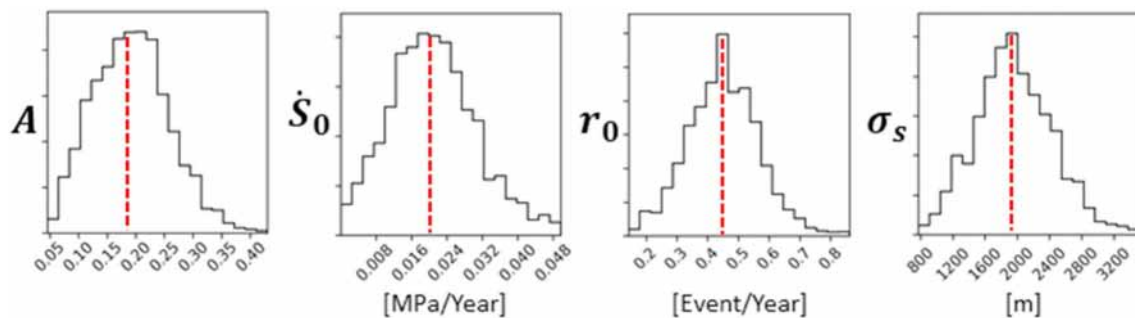 A
0.05 0.10 0.15 0.20 0.25 0.30 0.35 0.40
Ṡ₀
0.008 0.016 0.024 0.032 0.040 0.048
[MPa/Year]
r₀
0.2 0.3 0.4 0.5 0.6 0.7 0.8
[Event/Year]
σₛ
800 1200 1600 2000 2400 2800 3200
[m]